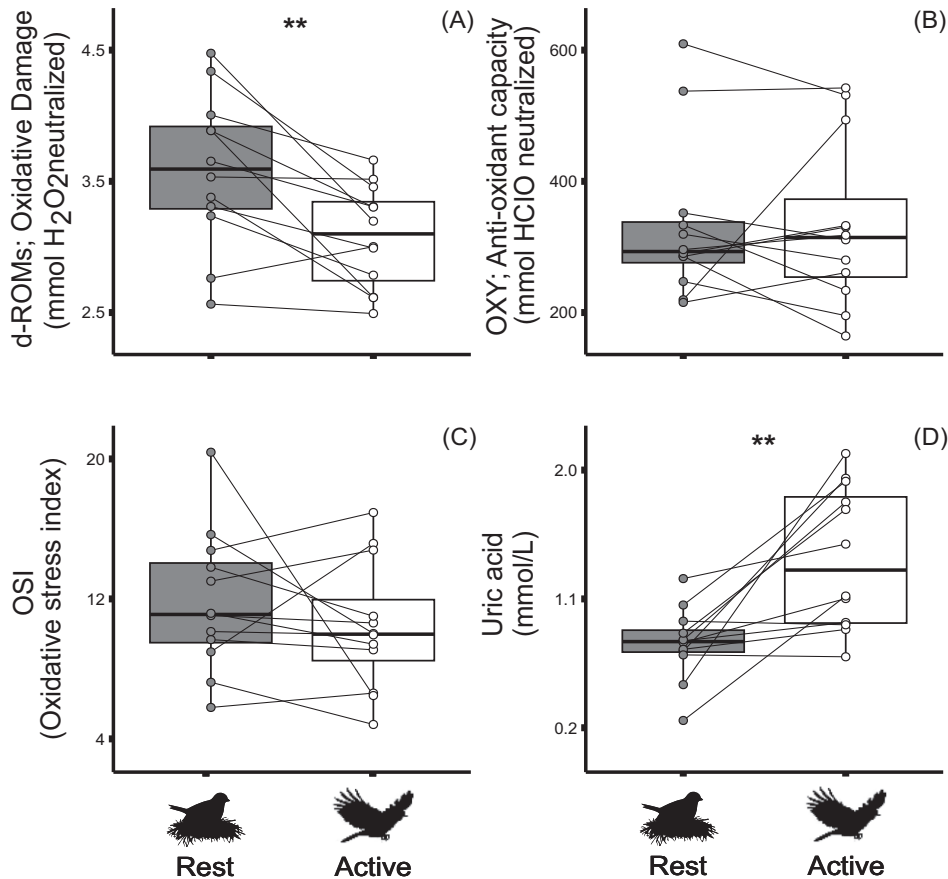 (A)
**
d-ROMs; Oxidative Damage
(mmol H2O2neutralized)
4.5
3.5
2.5
(B)
OXY; Anti-oxidant capacity
(mmol HClO neutralized)
600
400
200
(C)
OSI
(Oxidative stress index)
20
12
4
(D)
**
Uric acid
(mmol/L)
2.0
1.1
0.2
Rest
Active
Rest
Active